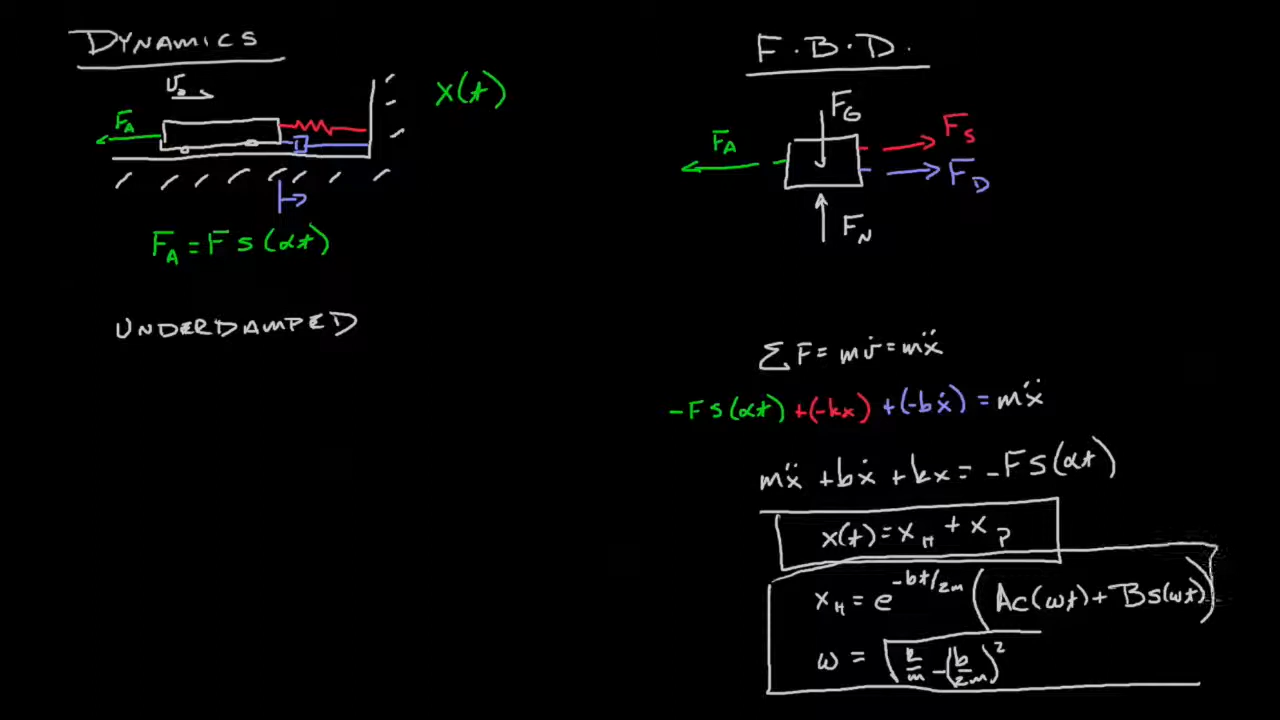 DYNAMICS
v₀
F_A
x(t)
F_A = F s(αt)
UNDERDAMPED
F.B.D.
F_G
F_A
F_S
F_D
F_N
ΣF = mv̇ = mẍ
-F s(αt) + (-kx) + (-bẋ) = mẍ
mẍ + bẋ + kx = -F s(αt)
x(t) = x_H + x_P
x_H = e^(-bt/2m) (A c(ωt) + B s(ωt))
ω = √(k/m - (b/2m)²)